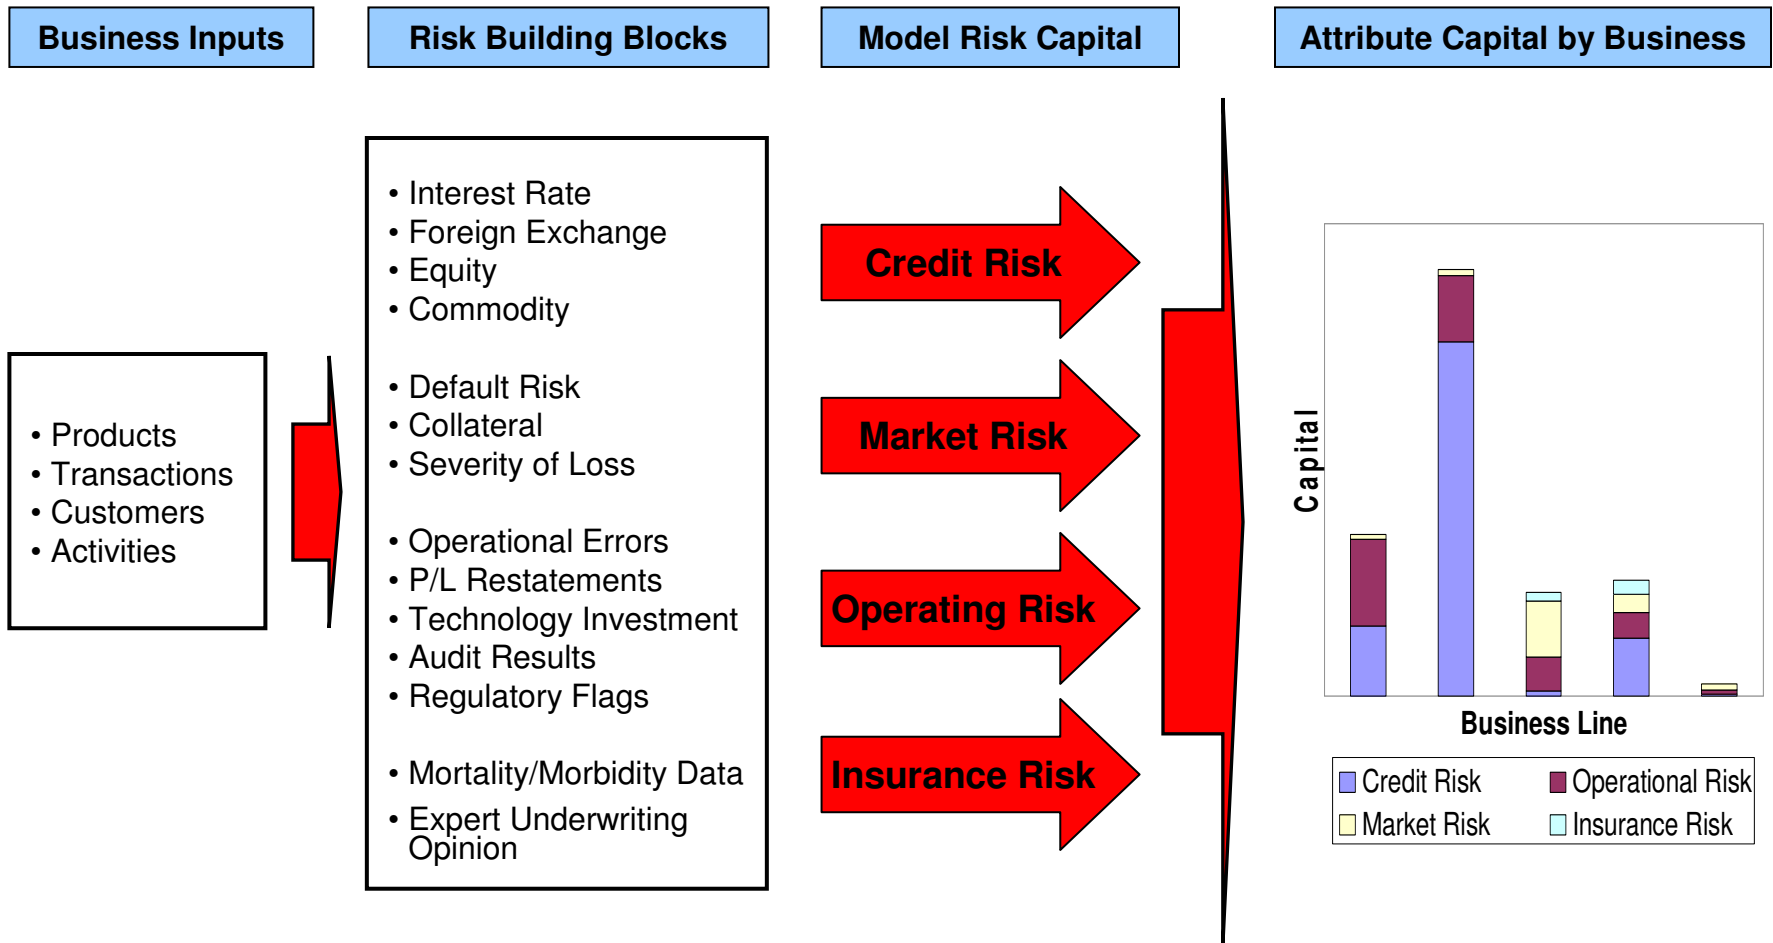 Business Inputs
Risk Building Blocks
Model Risk Capital
Attribute Capital by Business
• Products
• Transactions
• Customers
• Activities
• Interest Rate
• Foreign Exchange
• Equity
• Commodity
• Default Risk
• Collateral
• Severity of Loss
• Operational Errors
• P/L Restatements
• Technology Investment
• Audit Results
• Regulatory Flags
• Mortality/Morbidity Data
• Expert Underwriting
Opinion
Credit Risk
Market Risk
Operating Risk
Insurance Risk
Capital
Business Line
Credit Risk
Operational Risk
Market Risk
Insurance Risk